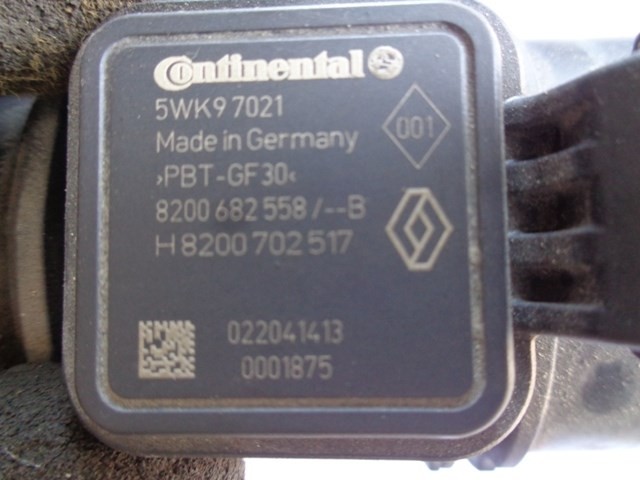 Continental
5WK9 7021
001
Made in Germany
›PBT-GF30‹
8200 682 558 /--B
H 8200 702 517
022041413
0001875